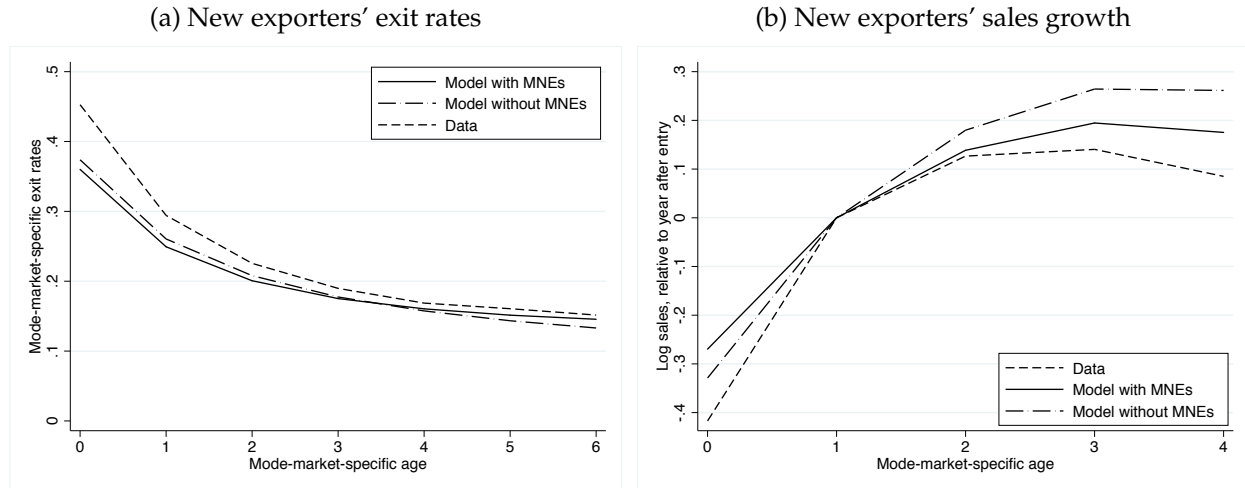 (a) New exporters' exit rates
Mode-market-specific exit rates
.5
.4
.3
.2
.1
0
Model with MNEs
Model without MNEs
Data
0 1 2 3 4 5 6
Mode-market-specific age
(b) New exporters' sales growth
Log sales, relative to year after entry
.3
.2
.1
0
-.1
-.2
-.3
-.4
Data
Model with MNEs
Model without MNEs
0 1 2 3 4
Mode-market-specific age